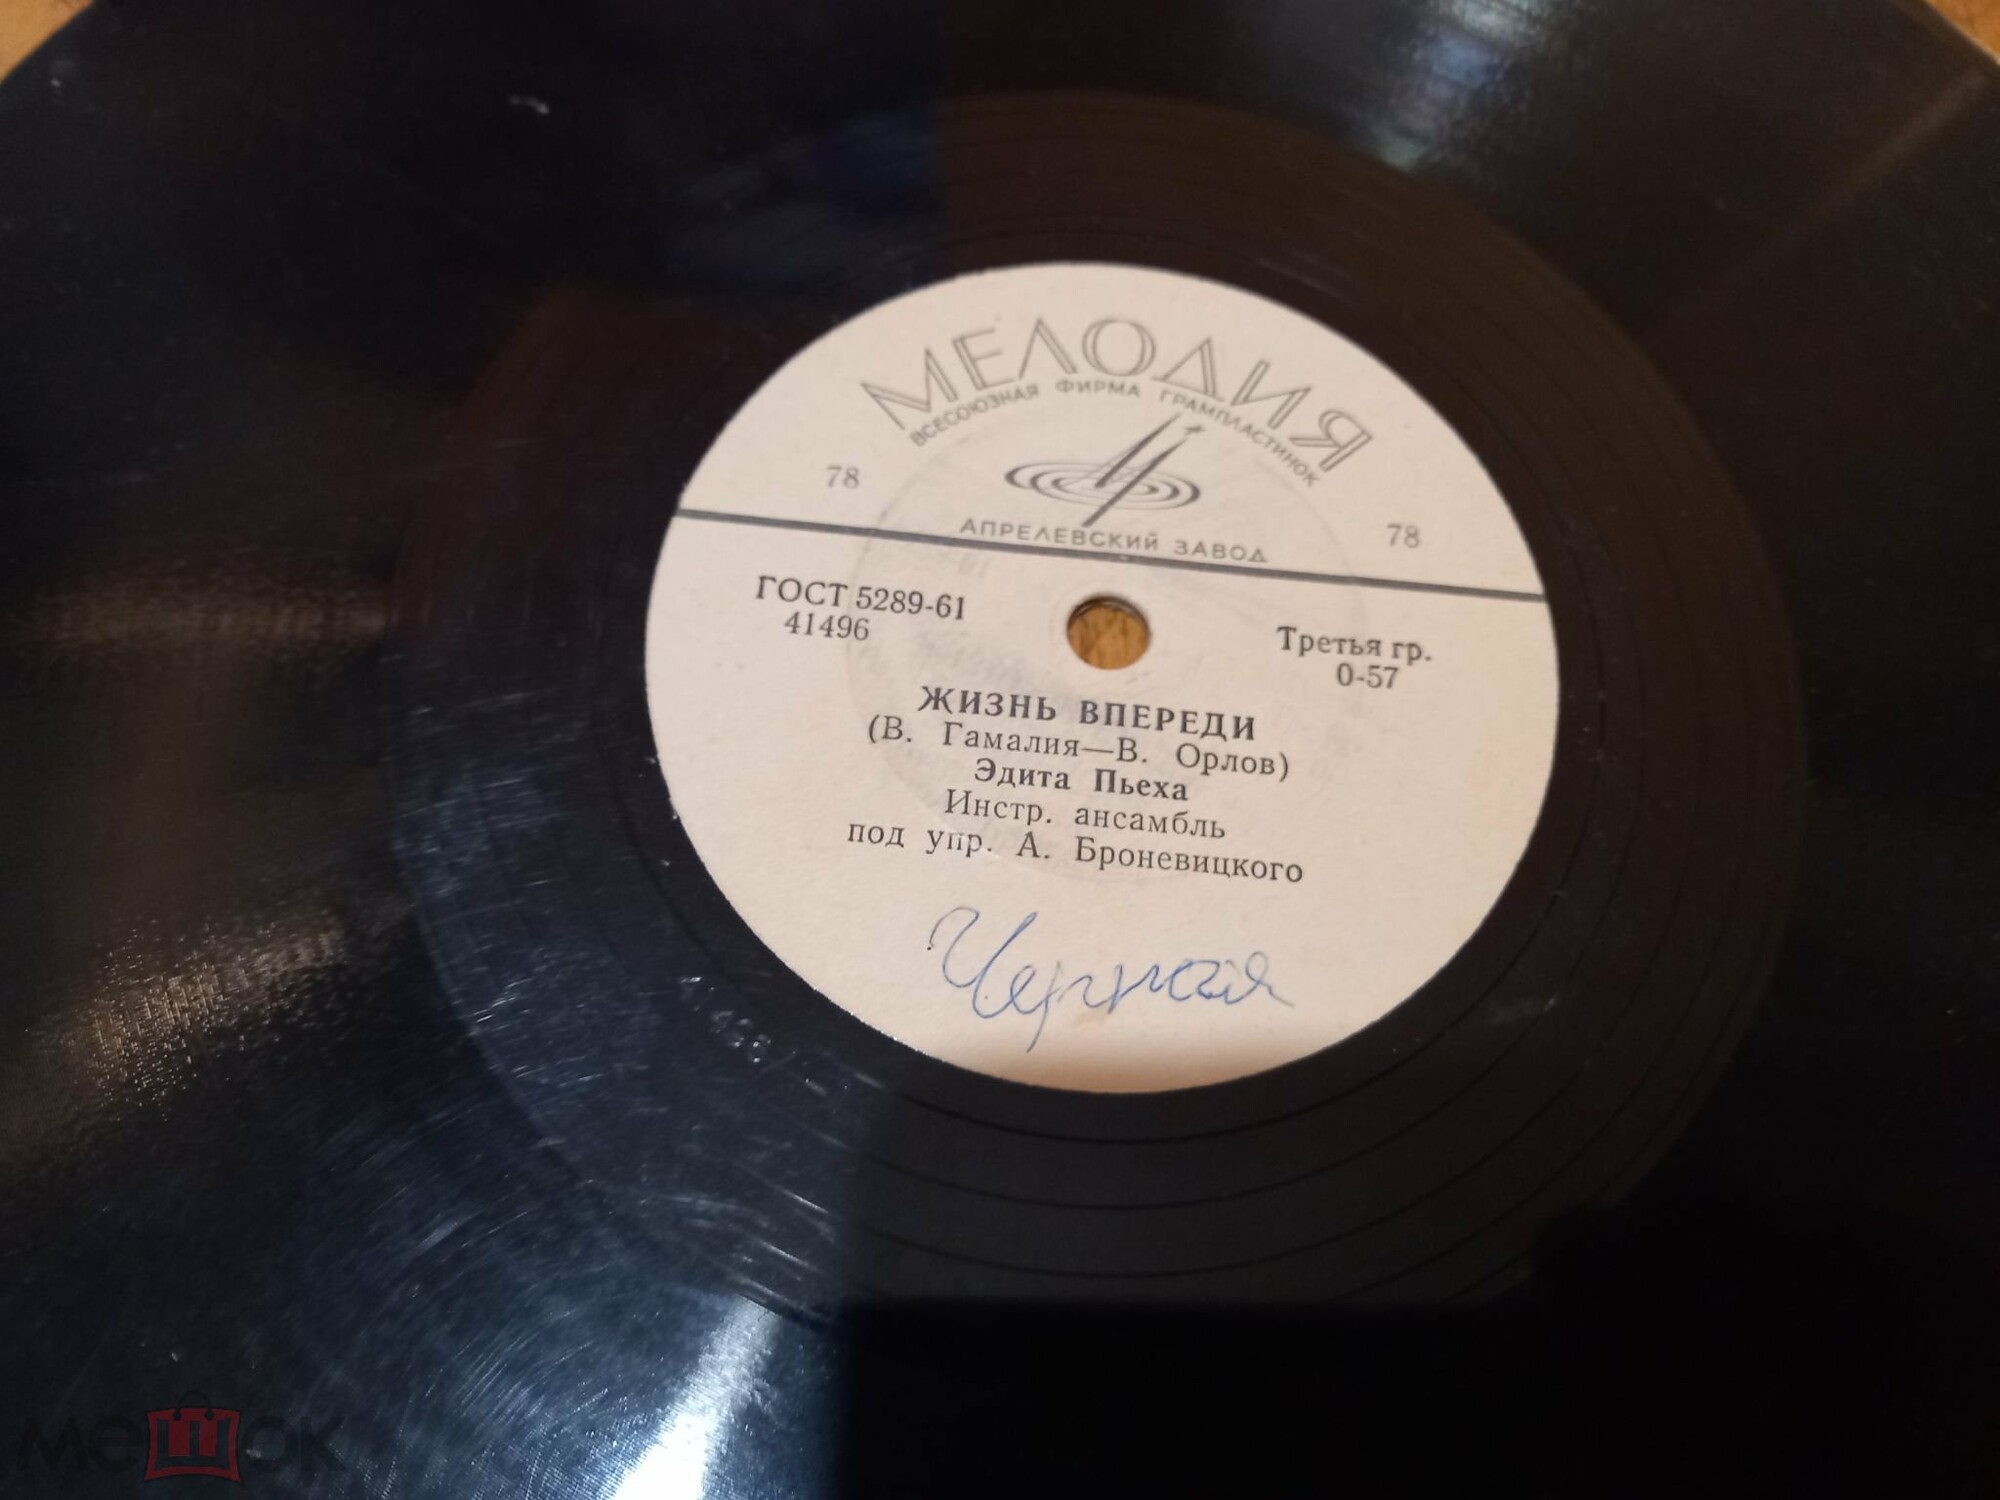 МЕЛОДИЯ
ВСЕСОЮЗНАЯ ФИРМА ГРАМПЛАСТИНОК
78
78
АПРЕЛЕВСКИЙ ЗАВОД
ГОСТ 5289-61
41496
Третья гр.
0-57
ЖИЗНЬ ВПЕРЕДИ
(В. Гамалия—В. Орлов)
Эдита Пьеха
Инстр. ансамбль
под упр. А. Броневицкого
Черная
мешок